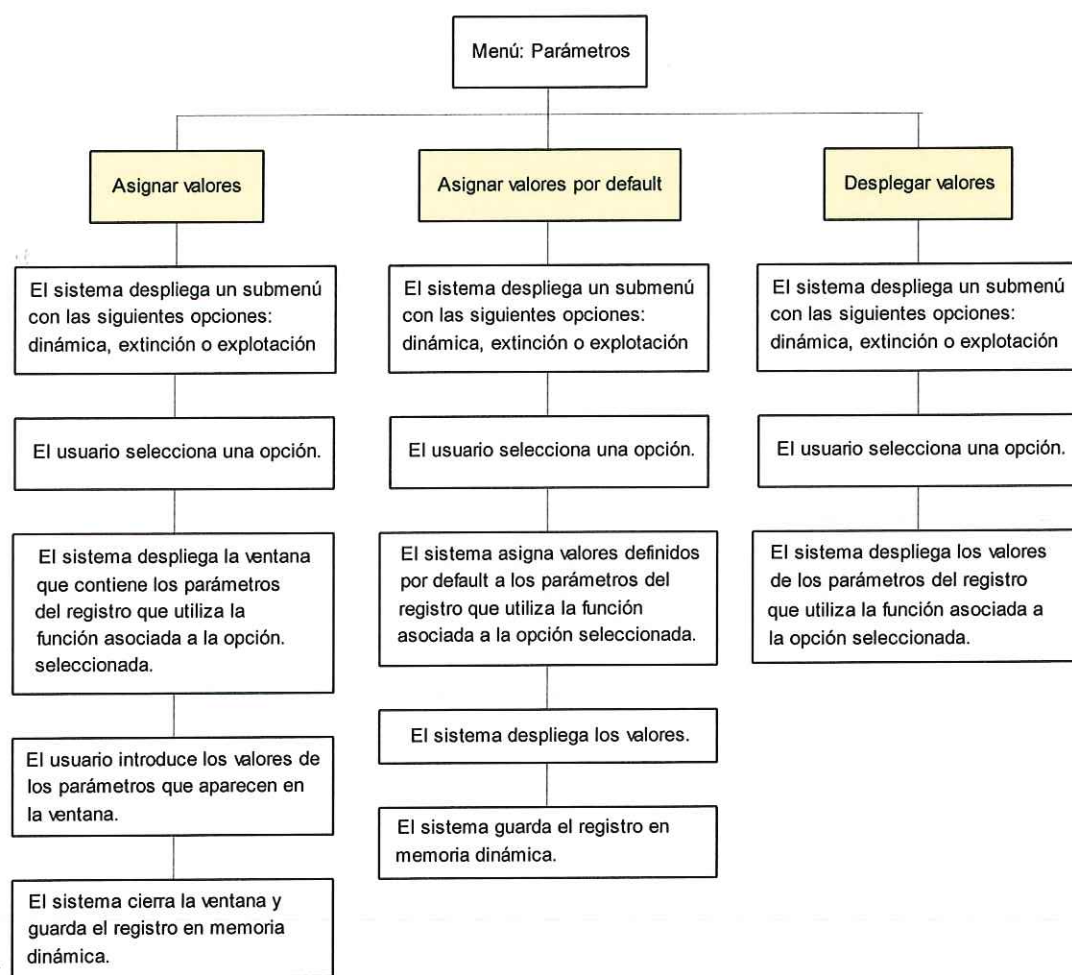 Menú: Parámetros
Asignar valores
El sistema despliega un submenú
con las siguientes opciones:
dinámica, extinción o explotación
El usuario selecciona una opción.
El sistema despliega la ventana
que contiene los parámetros
del registro que utiliza la
función asociada a la opción.
seleccionada.
El usuario introduce los valores de
los parámetros que aparecen en
la ventana.
El sistema cierra la ventana y
guarda el registro en memoria
dinámica.
Asignar valores por default
El sistema despliega un submenú
con las siguientes opciones:
dinámica, extinción o explotación
El usuario selecciona una opción.
El sistema asigna valores definidos
por default a los parámetros del
registro que utiliza la función
asociada a la opción seleccionada.
El sistema despliega los valores.
El sistema guarda el registro en
memoria dinámica.
Desplegar valores
El sistema despliega un submenú
con las siguientes opciones:
dinámica, extinción o explotación
El usuario selecciona una opción.
El sistema despliega los valores
de los parámetros del registro
que utiliza la función asociada a
la opción seleccionada.